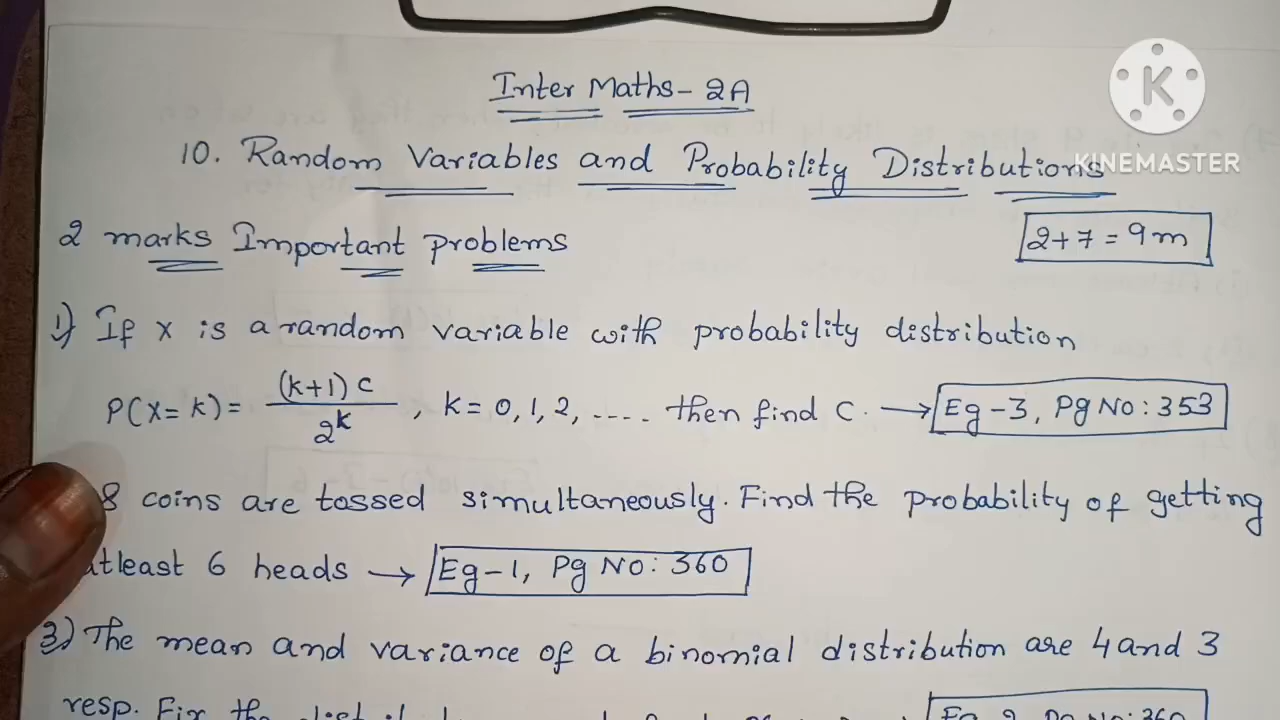 Inter Maths - 2A
K
KINEMASTER
10. Random Variables and Probability Distributions
2 marks Important problems
2+7=9m
1) If x is a random variable with probability distribution
P(X=k) = (k+1)c / 2^k , k = 0,1,2, .... then find c. → Eg-3, Pg No: 353
8 coins are tossed simultaneously. Find the probability of getting
atleast 6 heads → Eg-1, Pg No: 360
3) The mean and variance of a binomial distribution are 4 and 3
resp. Fix the